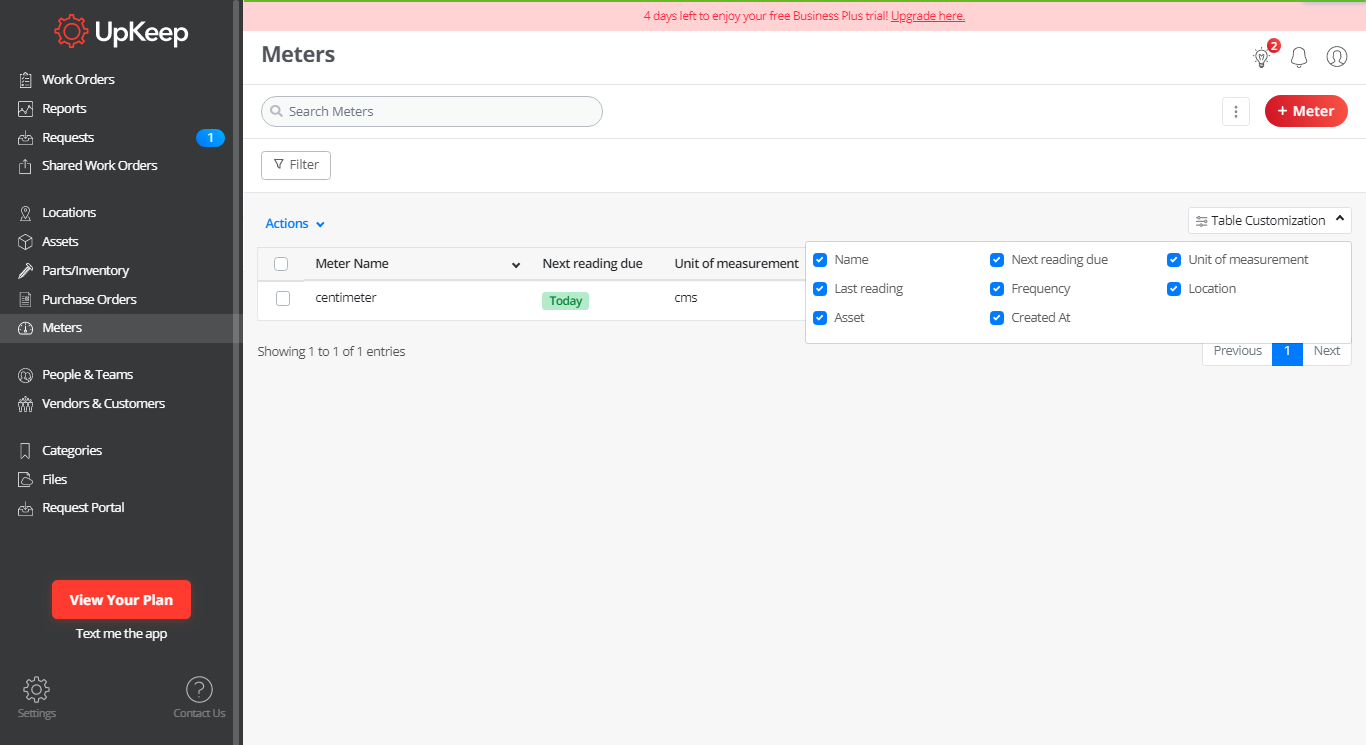 4 days left to enjoy your free Business Plus trial! Upgrade here.
UpKeep
Work Orders
Reports
Requests 1
Shared Work Orders
Locations
Assets
Parts/Inventory
Purchase Orders
Meters
People & Teams
Vendors & Customers
Categories
Files
Request Portal
View Your Plan
Text me the app
Settings
Contact Us
Meters
2
Search Meters
+ Meter
Filter
Actions
Table Customization
Meter Name Next reading due Unit of measurement
centimeter Today cms
Name Next reading due Unit of measurement
Last reading Frequency Location
Asset Created At
Showing 1 to 1 of 1 entries
Previous 1 Next